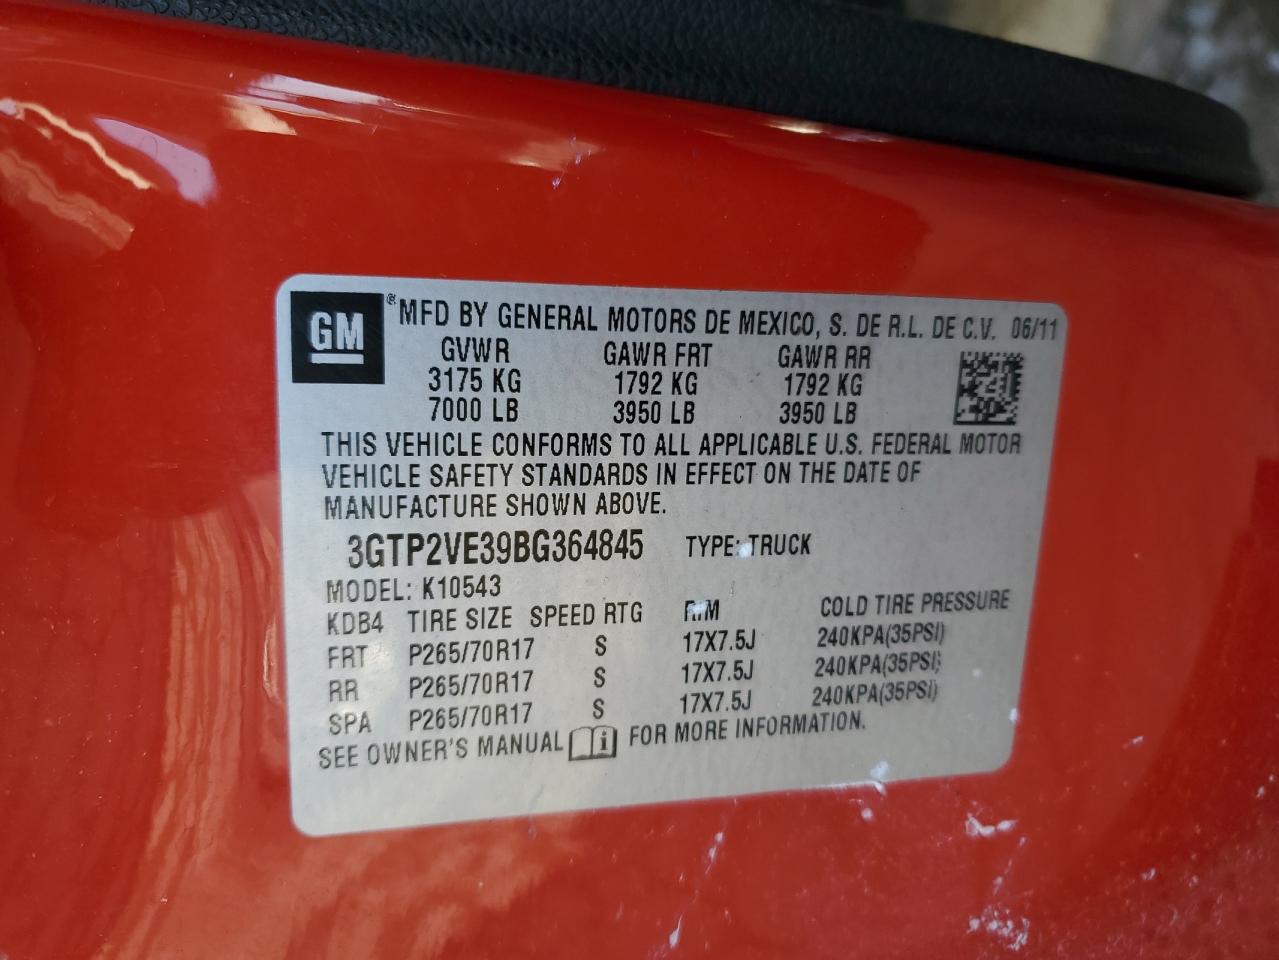 GM ® MFD BY GENERAL MOTORS DE MEXICO, S. DE R.L. DE C.V. 06/11
GVWR GAWR FRT GAWR RR
3175 KG 1792 KG 1792 KG
7000 LB 3950 LB 3950 LB
THIS VEHICLE CONFORMS TO ALL APPLICABLE U.S. FEDERAL MOTOR
VEHICLE SAFETY STANDARDS IN EFFECT ON THE DATE OF
MANUFACTURE SHOWN ABOVE.
3GTP2VE39BG364845 TYPE: TRUCK
MODEL: K10543
KDB4 TIRE SIZE SPEED RTG RIM COLD TIRE PRESSURE
FRT P265/70R17 S 17X7.5J 240KPA(35PSI)
RR P265/70R17 S 17X7.5J 240KPA(35PSI)
SPA P265/70R17 S 17X7.5J 240KPA(35PSI)
SEE OWNER'S MANUAL FOR MORE INFORMATION.